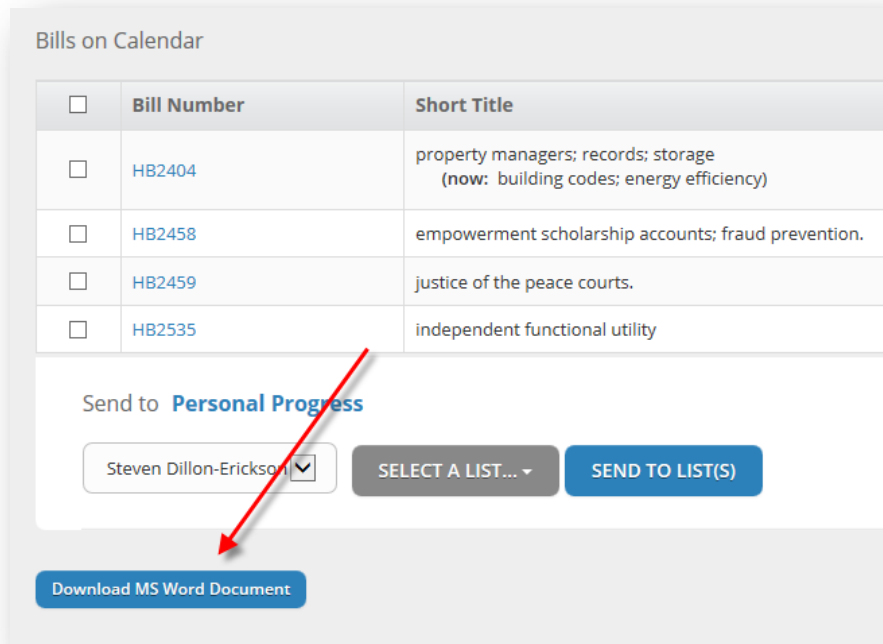 Bills on Calendar
Bill Number Short Title
HB2404 property managers; records; storage
(now: building codes; energy efficiency)
HB2458 empowerment scholarship accounts; fraud prevention.
HB2459 justice of the peace courts.
HB2535 independent functional utility
Send to Personal Progress
Steven Dillon-Erickson SELECT A LIST... SEND TO LIST(S)
Download MS Word Document